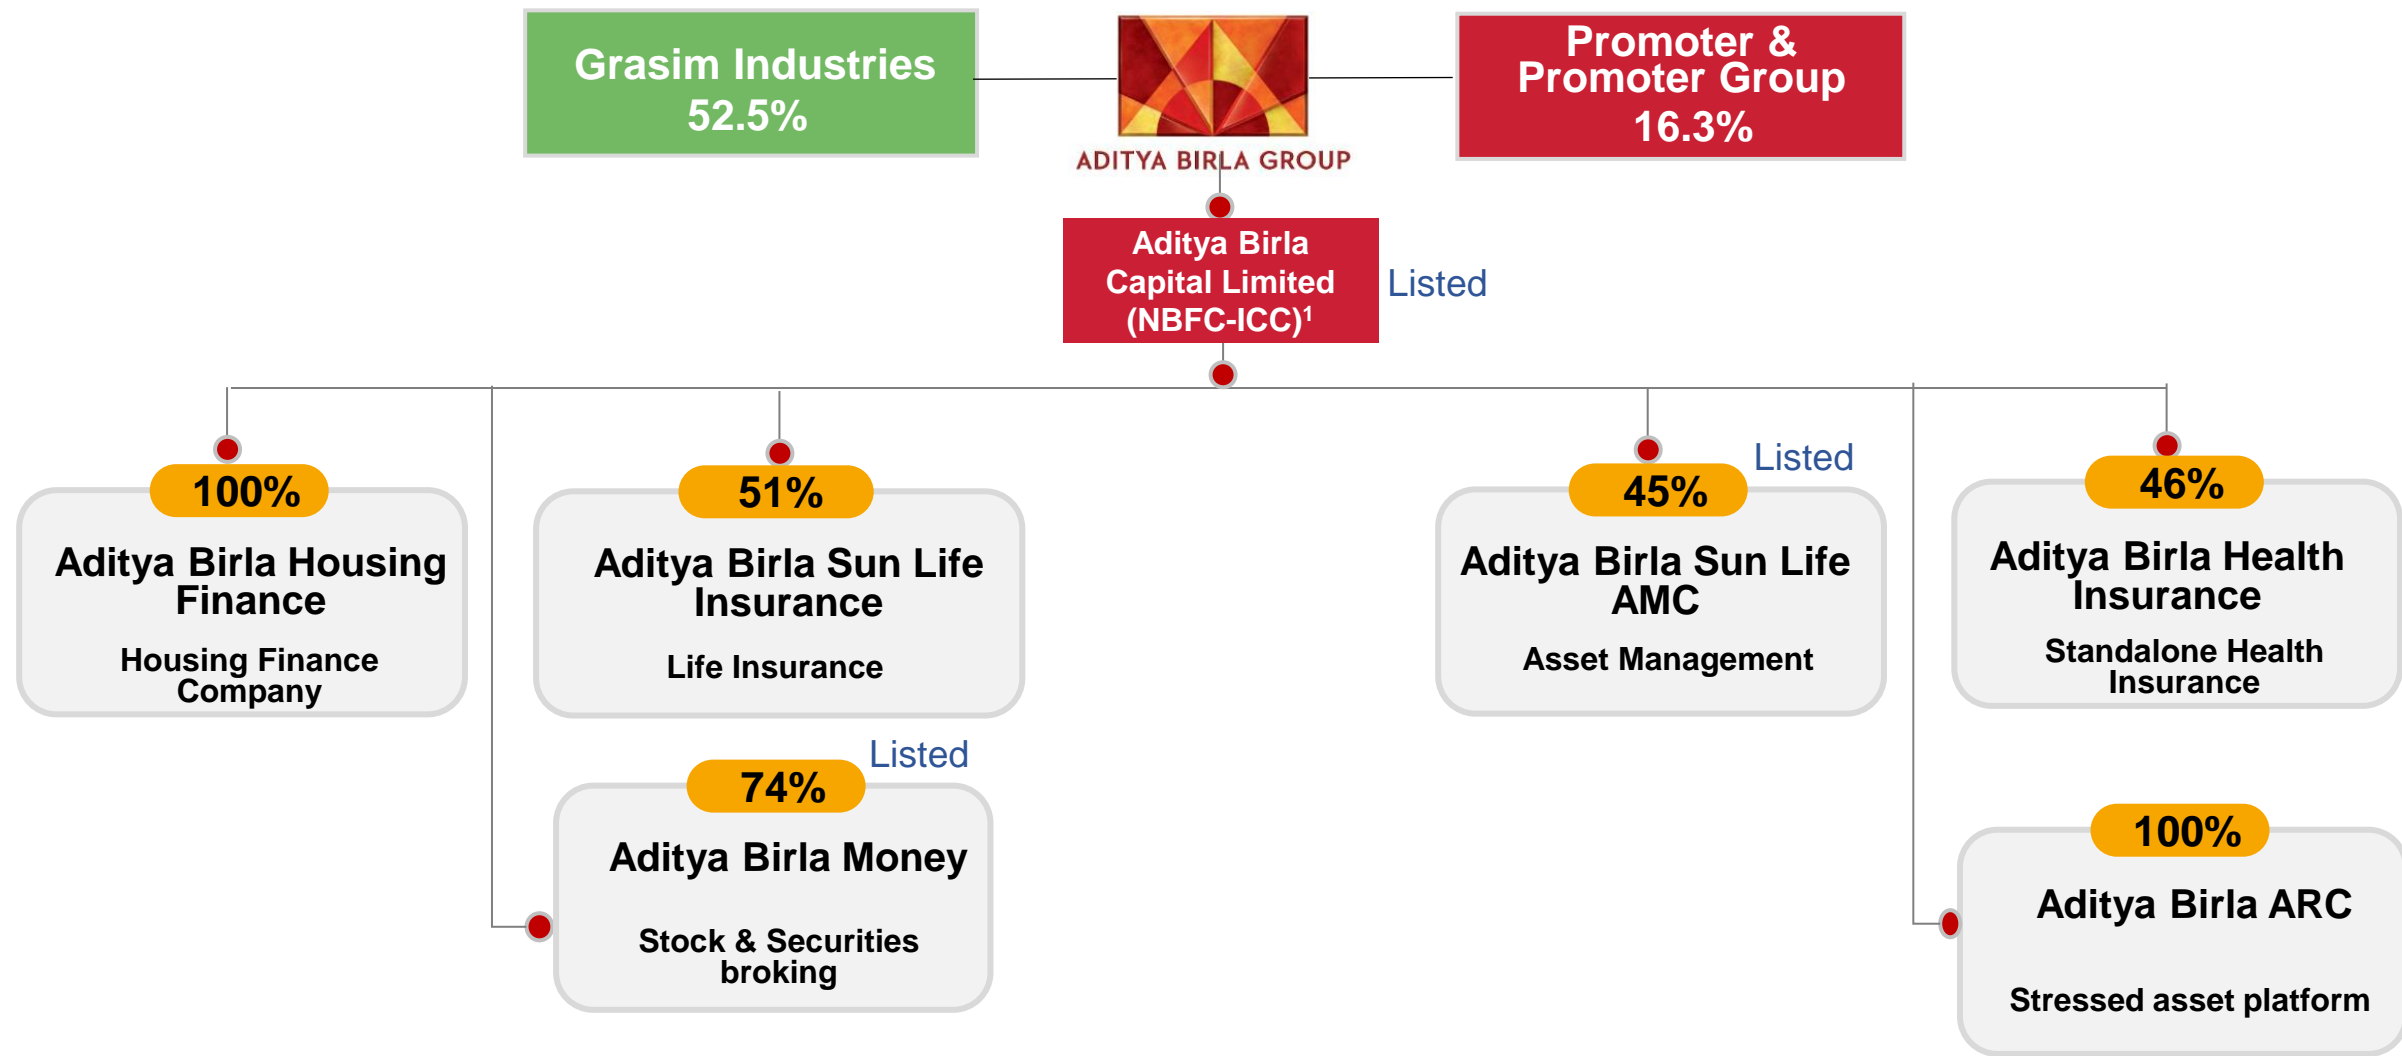 Grasim Industries
52.5%
ADITYA BIRLA GROUP
Promoter &
Promoter Group
16.3%
Aditya Birla
Capital Limited
(NBFC-ICC)¹
Listed
100%
Aditya Birla Housing
Finance
Housing Finance
Company
51%
Aditya Birla Sun Life
Insurance
Life Insurance
Listed
45%
Aditya Birla Sun Life
AMC
Asset Management
46%
Aditya Birla Health
Insurance
Standalone Health
Insurance
Listed
74%
Aditya Birla Money
Stock & Securities
broking
100%
Aditya Birla ARC
Stressed asset platform